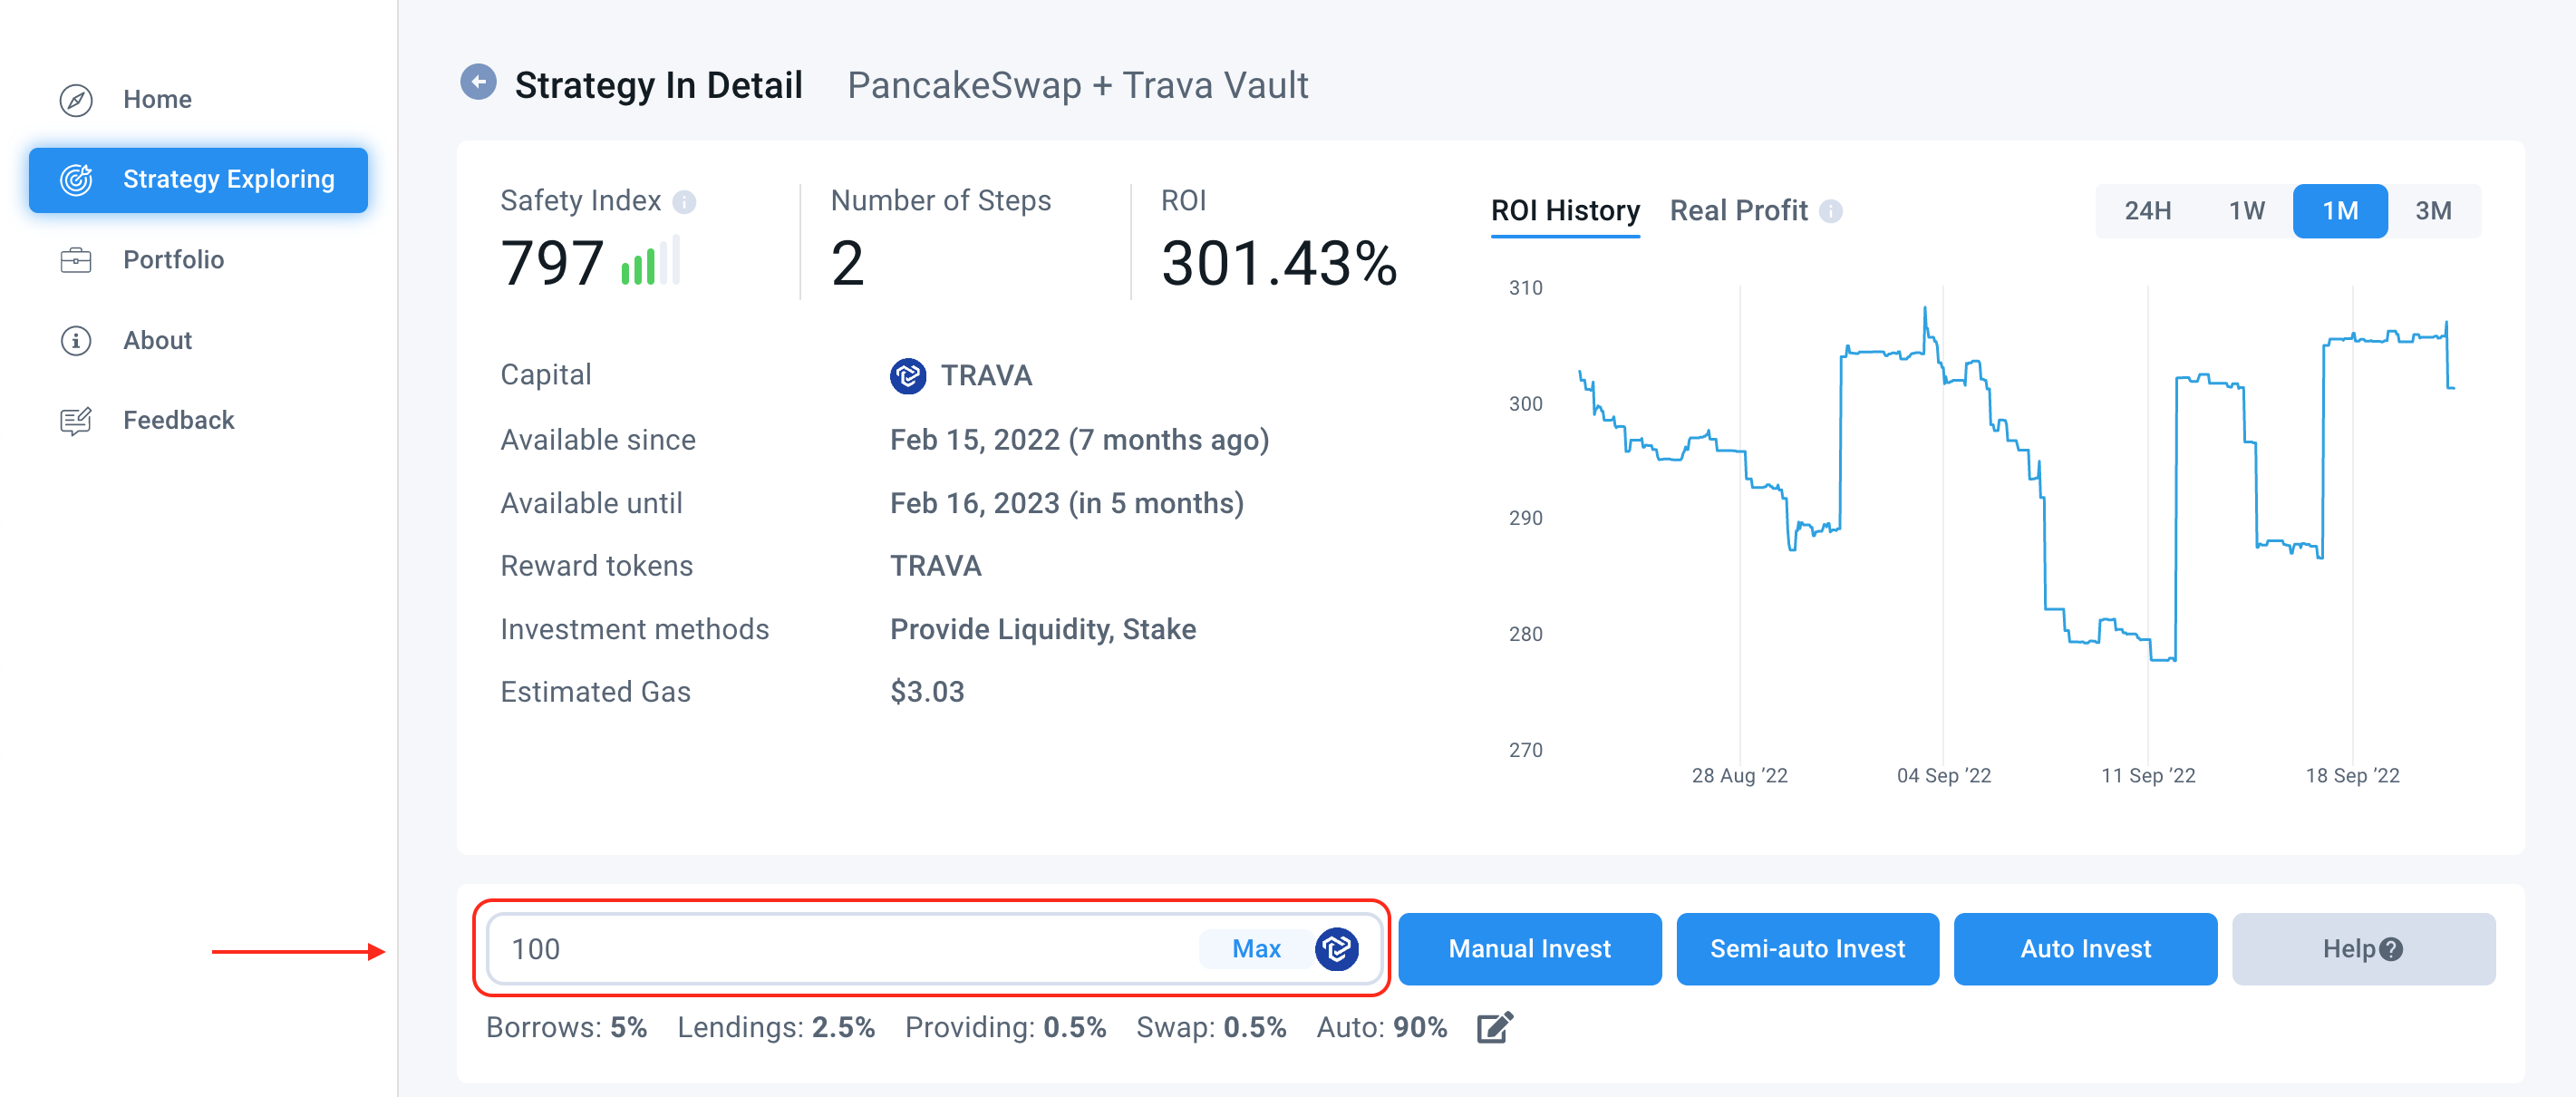 Home
Strategy Exploring
Portfolio
About
Feedback
Strategy In Detail PancakeSwap + Trava Vault
Safety Index
797
Number of Steps
2
ROI
301.43%
Capital TRAVA
Available since Feb 15, 2022 (7 months ago)
Available until Feb 16, 2023 (in 5 months)
Reward tokens TRAVA
Investment methods Provide Liquidity, Stake
Estimated Gas $3.03
ROI History Real Profit
24H 1W 1M 3M
310
300
290
280
270
28 Aug ’22 04 Sep ’22 11 Sep ’22 18 Sep ’22
100 Max
Manual Invest
Semi-auto Invest
Auto Invest
Help?
Borrows: 5% Lendings: 2.5% Providing: 0.5% Swap: 0.5% Auto: 90%